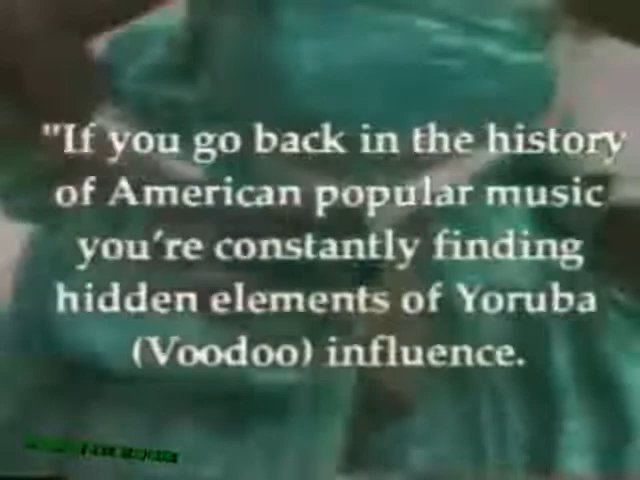 "If you go back in the history
of American popular music
you're constantly finding
hidden elements of Yoruba
(Voodoo) influence.